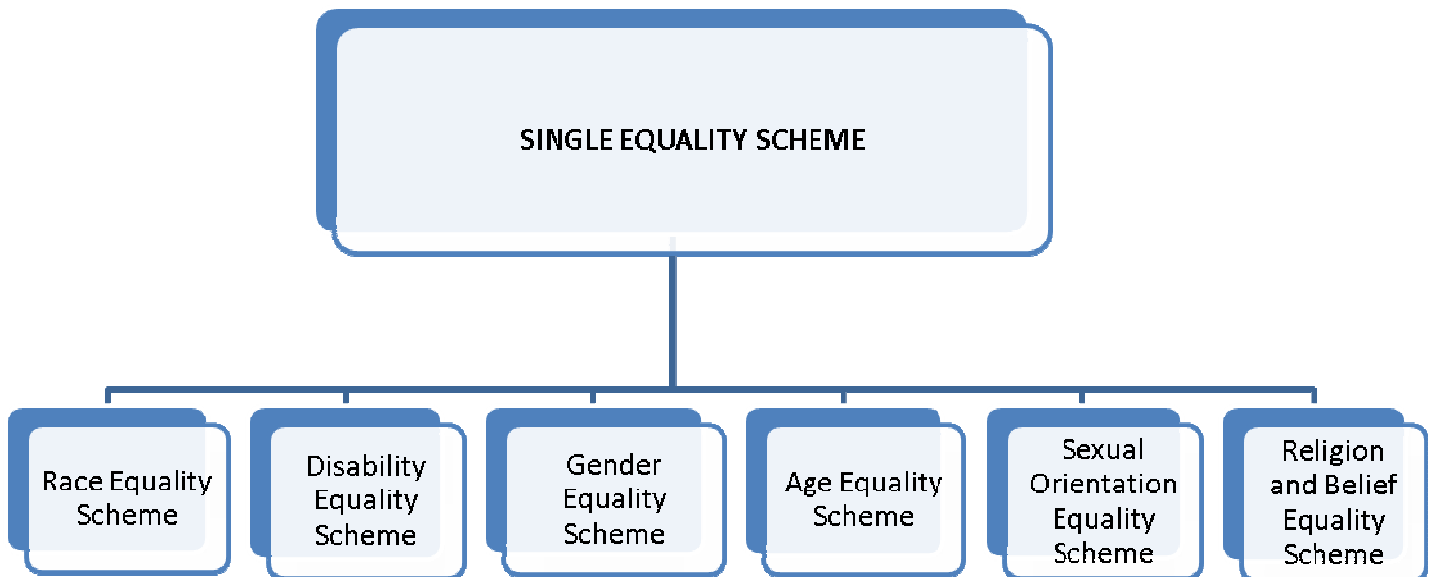 SINGLE EQUALITY SCHEME
Race Equality
Scheme
Disability
Equality
Scheme
Gender
Equality
Scheme
Age Equality
Scheme
Sexual
Orientation
Equality
Scheme
Religion
and Belief
Equality
Scheme